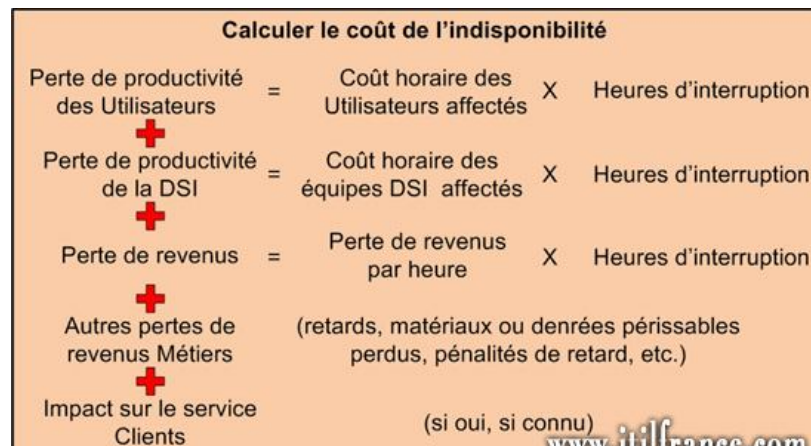 Calculer le coût de l'indisponibilité
Perte de productivité des Utilisateurs = Coût horaire des Utilisateurs affectés X Heures d'interruption
Perte de productivité de la DSI = Coût horaire des équipes DSI affectés X Heures d'interruption
Perte de revenus = Perte de revenus par heure X Heures d'interruption
Autres pertes de revenus Métiers (retards, matériaux ou denrées périssables perdus, pénalités de retard, etc.)
Impact sur le service Clients (si oui, si connu)
www.itilfrance.com